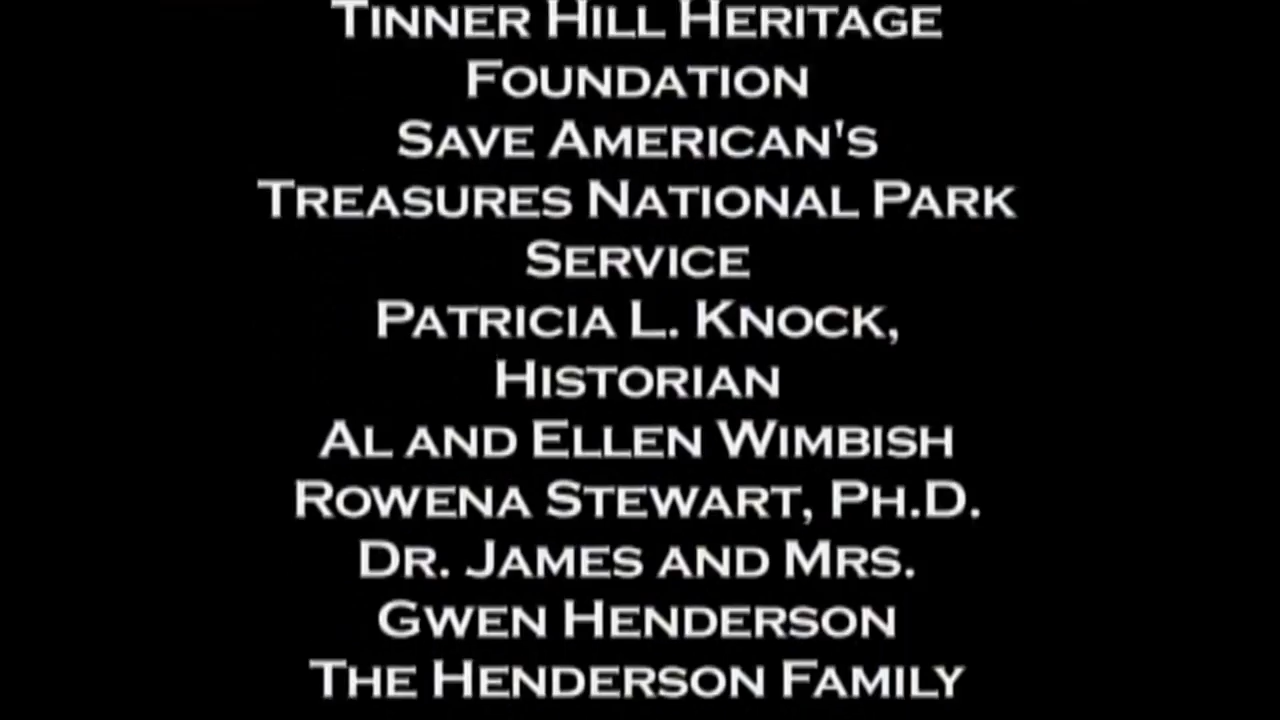 TINNER HILL HERITAGE
FOUNDATION
SAVE AMERICAN'S
TREASURES NATIONAL PARK
SERVICE
PATRICIA L. KNOCK,
HISTORIAN
AL AND ELLEN WIMBISH
ROWENA STEWART, PH.D.
DR. JAMES AND MRS.
GWEN HENDERSON
THE HENDERSON FAMILY